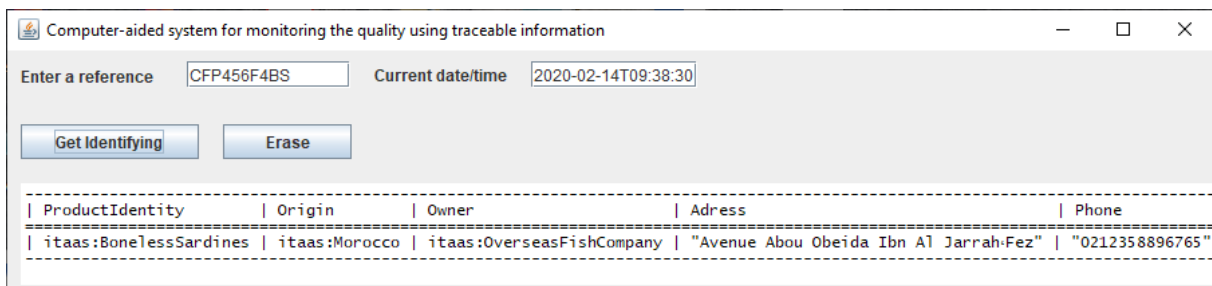 Computer-aided system for monitoring the quality using traceable information
Enter a reference CFP456F4BS Current date/time 2020-02-14T09:38:30
Get Identifying Erase
| ProductIdentity | Origin | Owner | Adress | Phone
| itaas:BonelessSardines | itaas:Morocco | itaas:OverseasFishCompany | "Avenue Abou Obeida Ibn Al Jarrah-Fez" | "0212358896765"